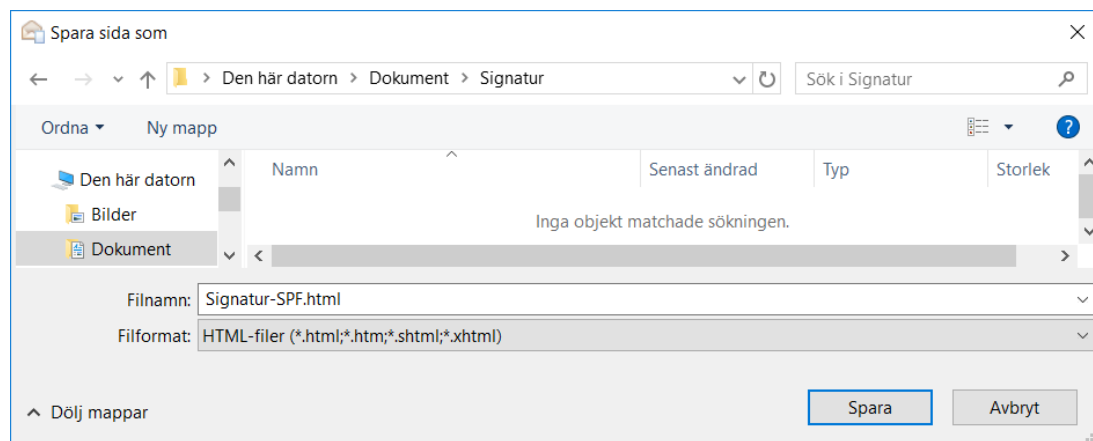 Spara sida som
Den här datorn > Dokument > Signatur
Sök i Signatur
Ordna
Ny mapp
?
Namn
Senast ändrad
Typ
Storlek
Den här datorn
Bilder
Dokument
Inga objekt matchade sökningen.
Filnamn: Signatur-SPF.html
Filformat: HTML-filer (*.html;*.htm;*.shtml;*.xhtml)
Dölj mappar
Spara
Avbryt